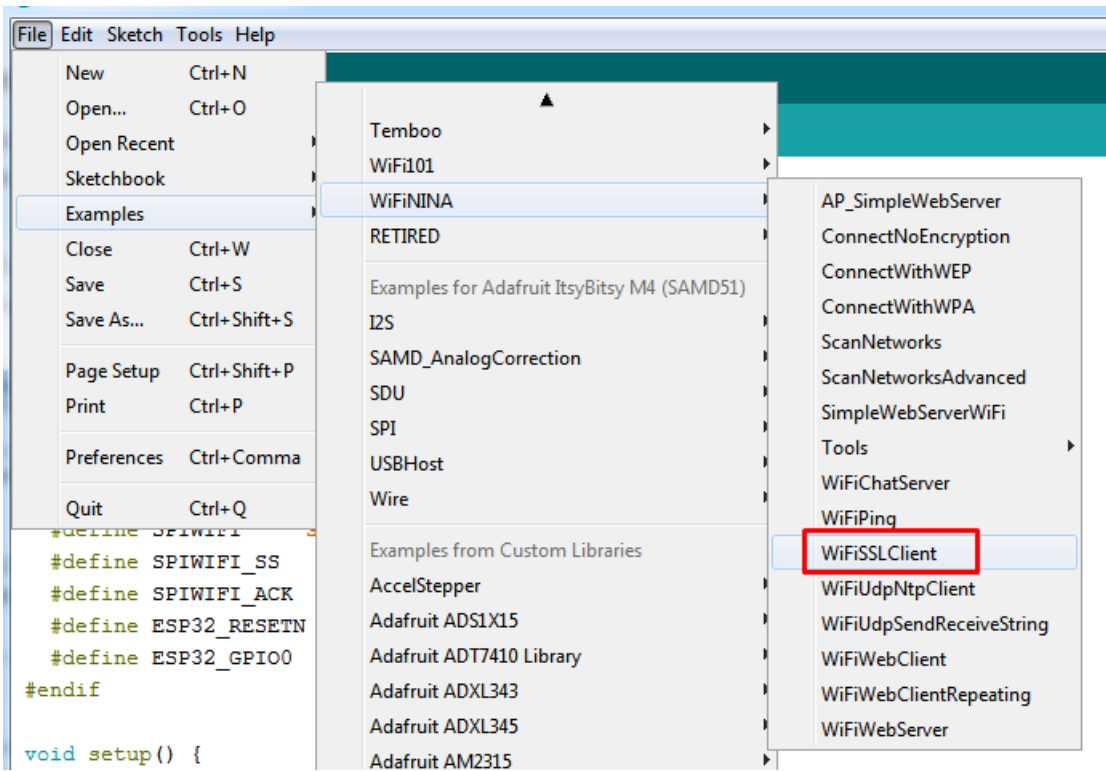 File Edit Sketch Tools Help
New Ctrl+N
Open... Ctrl+O
Open Recent
Sketchbook
Examples
Close Ctrl+W
Save Ctrl+S
Save As... Ctrl+Shift+S
Page Setup Ctrl+Shift+P
Print Ctrl+P
Preferences Ctrl+Comma
Quit Ctrl+Q
Temboo
WiFi101
WiFiNINA
RETIRED
Examples for Adafruit ItsyBitsy M4 (SAMD51)
I2S
SAMD_AnalogCorrection
SDU
SPI
USBHost
Wire
Examples from Custom Libraries
AccelStepper
Adafruit ADS1X15
Adafruit ADT7410 Library
Adafruit ADXL343
Adafruit ADXL345
Adafruit AM2315
AP_SimpleWebServer
ConnectNoEncryption
ConnectWithWEP
ConnectWithWPA
ScanNetworks
ScanNetworksAdvanced
SimpleWebServerWiFi
Tools
WiFiChatServer
WiFiPing
WiFiSSLClient
WiFiUdpNtpClient
WiFiUdpSendReceiveString
WiFiWebClient
WiFiWebClientRepeating
WiFiWebServer
#define SPIWIFI
#define SPIWIFI_SS
#define SPIWIFI_ACK
#define ESP32_RESETN
#define ESP32_GPIO0
#endif
void setup() {